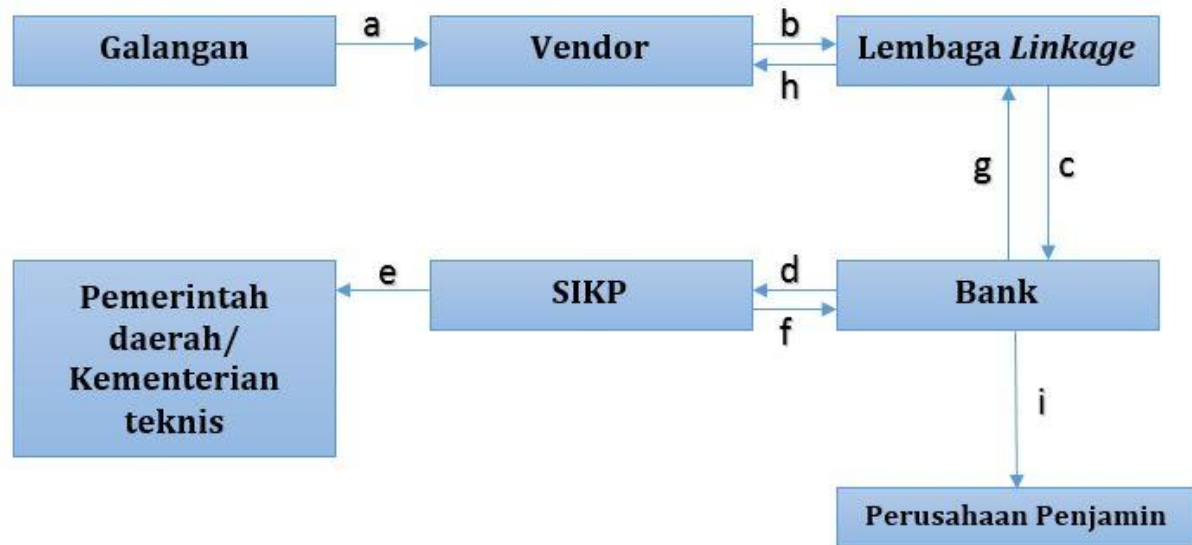 Galangan
a
Vendor
b
h
Lembaga Linkage
g
c
Pemerintah
daerah/
Kementerian
teknis
e
SIKP
d
f
Bank
i
Perusahaan Penjamin